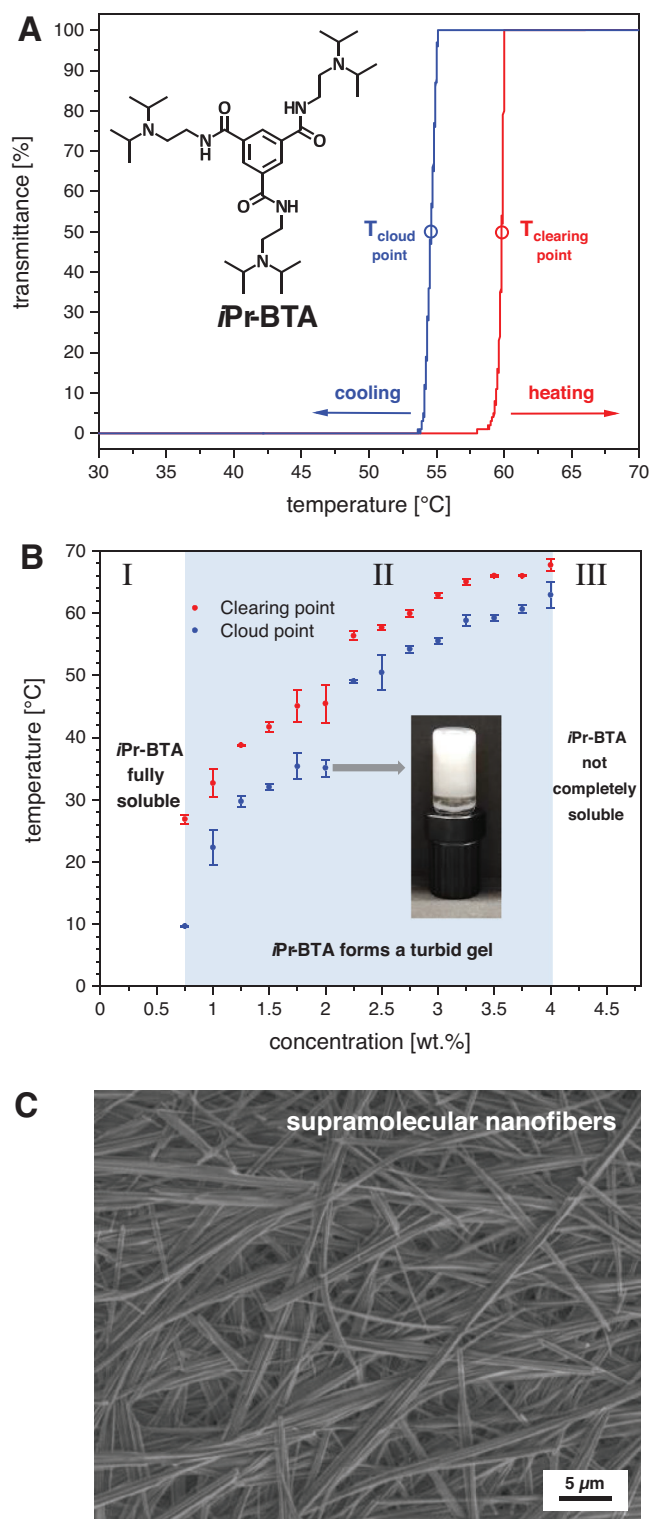 A
100
90
80
70
60
50
40
30
20
10
0
transmittance [%]
N
N
H
O
HN
O
N
O
NH
N
iPr-BTA
T cloud point
T clearing point
cooling
heating
30
35
40
45
50
55
60
65
70
temperature [°C]
B
70
60
50
40
30
20
10
0
temperature [°C]
I
II
III
Clearing point
Cloud point
iPr-BTA
fully
soluble
iPr-BTA
not
completely
soluble
iPr-BTA forms a turbid gel
0
0.5
1
1.5
2
2.5
3
3.5
4
4.5
concentration [wt.%]
C
supramolecular nanofibers
5 µm